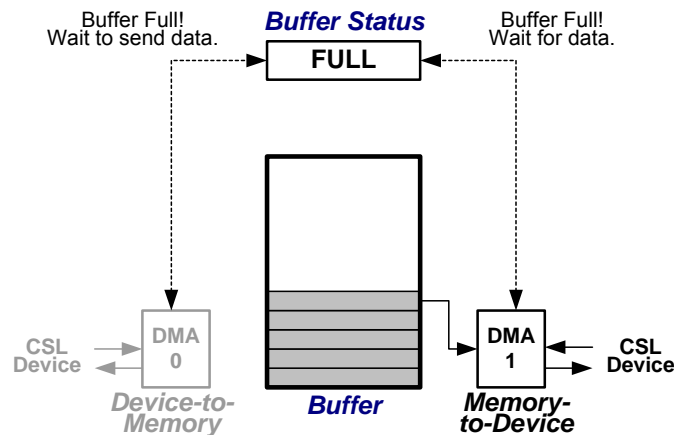 Buffer Full!
Wait to send data.
Buffer Status
FULL
Buffer Full!
Wait for data.
CSL
Device
DMA
0
Device-to-
Memory
Buffer
DMA
1
CSL
Device
Memory-
to-Device